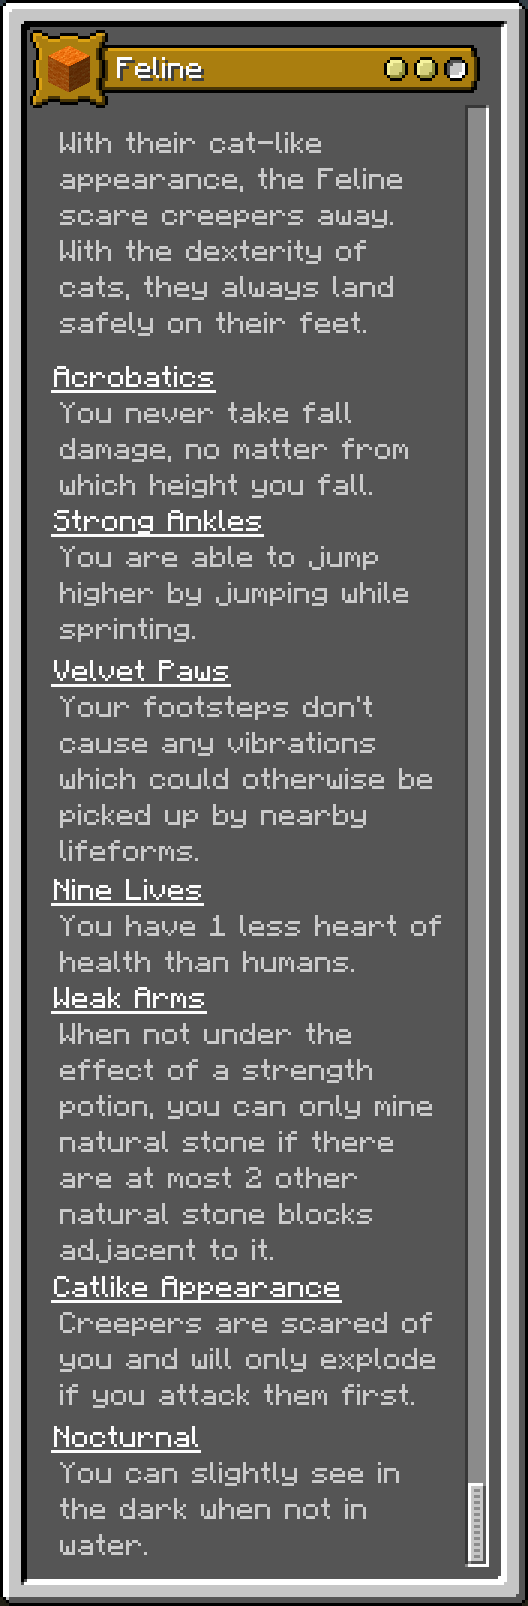 Feline
With their cat-like
appearance, the Feline
scare creepers away.
With the dexterity of
cats, they always land
safely on their feet.
Acrobatics
You never take fall
damage, no matter from
which height you fall.
Strong Ankles
You are able to jump
higher by jumping while
sprinting.
Velvet Paws
Your footsteps don't
cause any vibrations
which could otherwise be
picked up by nearby
lifeforms.
Nine Lives
You have 1 less heart of
health than humans.
Weak Arms
When not under the
effect of a strength
potion, you can only mine
natural stone if there
are at most 2 other
natural stone blocks
adjacent to it.
Catlike Appearance
Creepers are scared of
you and will only explode
if you attack them first.
Nocturnal
You can slightly see in
the dark when not in
water.